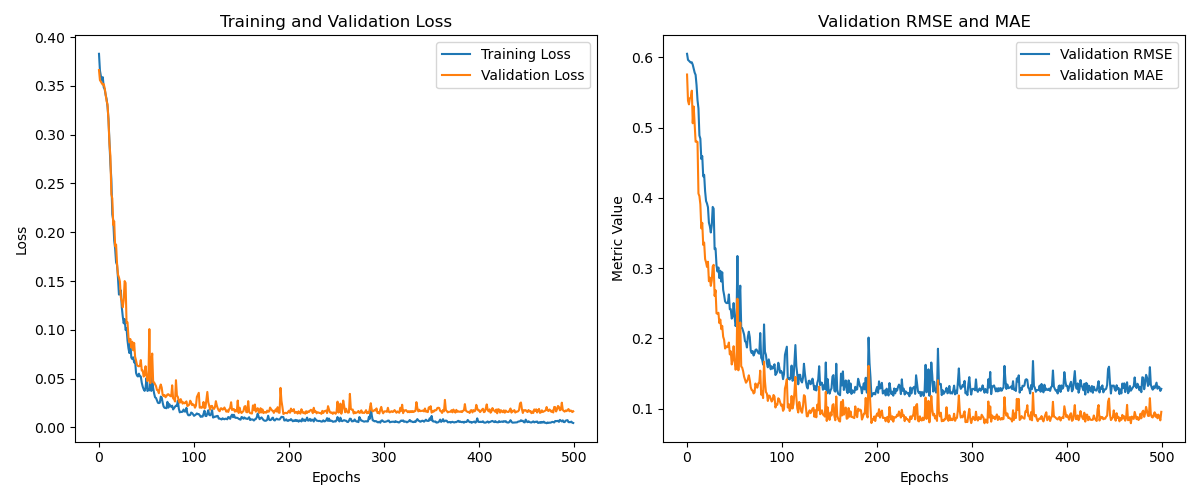 Training and Validation Loss
0.40
0.35
0.30
0.25
0.20
0.15
0.10
0.05
0.00
Loss
Training Loss
Validation Loss
0
100
200
300
400
500
Epochs
Validation RMSE and MAE
0.6
0.5
0.4
0.3
0.2
0.1
Metric Value
Validation RMSE
Validation MAE
0
100
200
300
400
500
Epochs